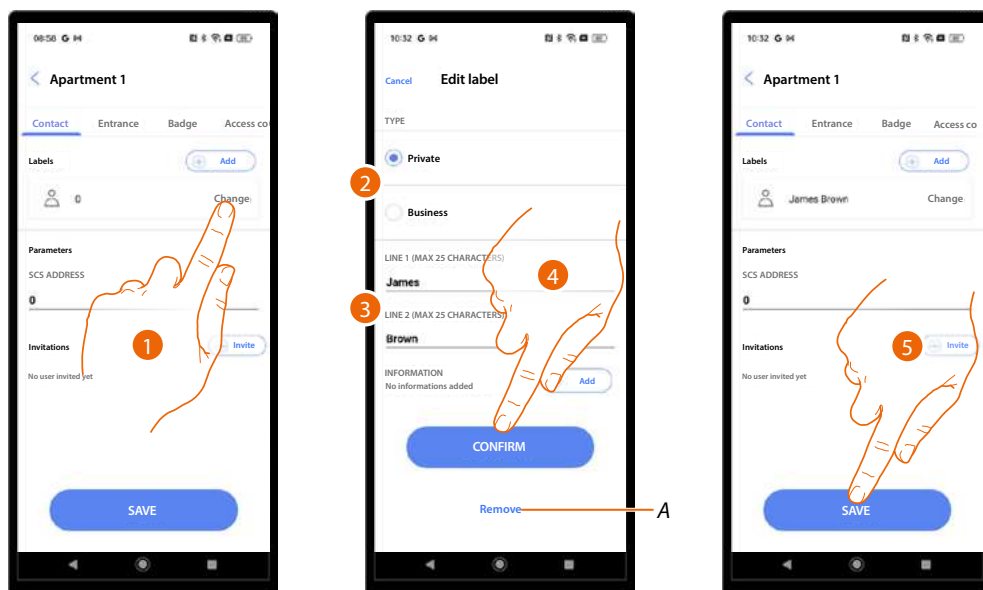 08:58 G
< Apartment 1
Contact Entrance Badge Access co
Labels
Add
0
Change
Parameters
SCS ADDRESS
0
Invitations
Invite
No user invited yet
SAVE
1
10:32 G
Cancel Edit label
TYPE
Private
2
Business
LINE 1 (MAX 25 CHARACTERS)
James
3
LINE 2 (MAX 25 CHARACTERS)
Brown
INFORMATION
No informations added
Add
4
CONFIRM
Remove
A
10:32 G
< Apartment 1
Contact Entrance Badge Access co
Labels
Add
James Brown
Change
Parameters
SCS ADDRESS
0
Invitations
5
Invite
No user invited yet
SAVE